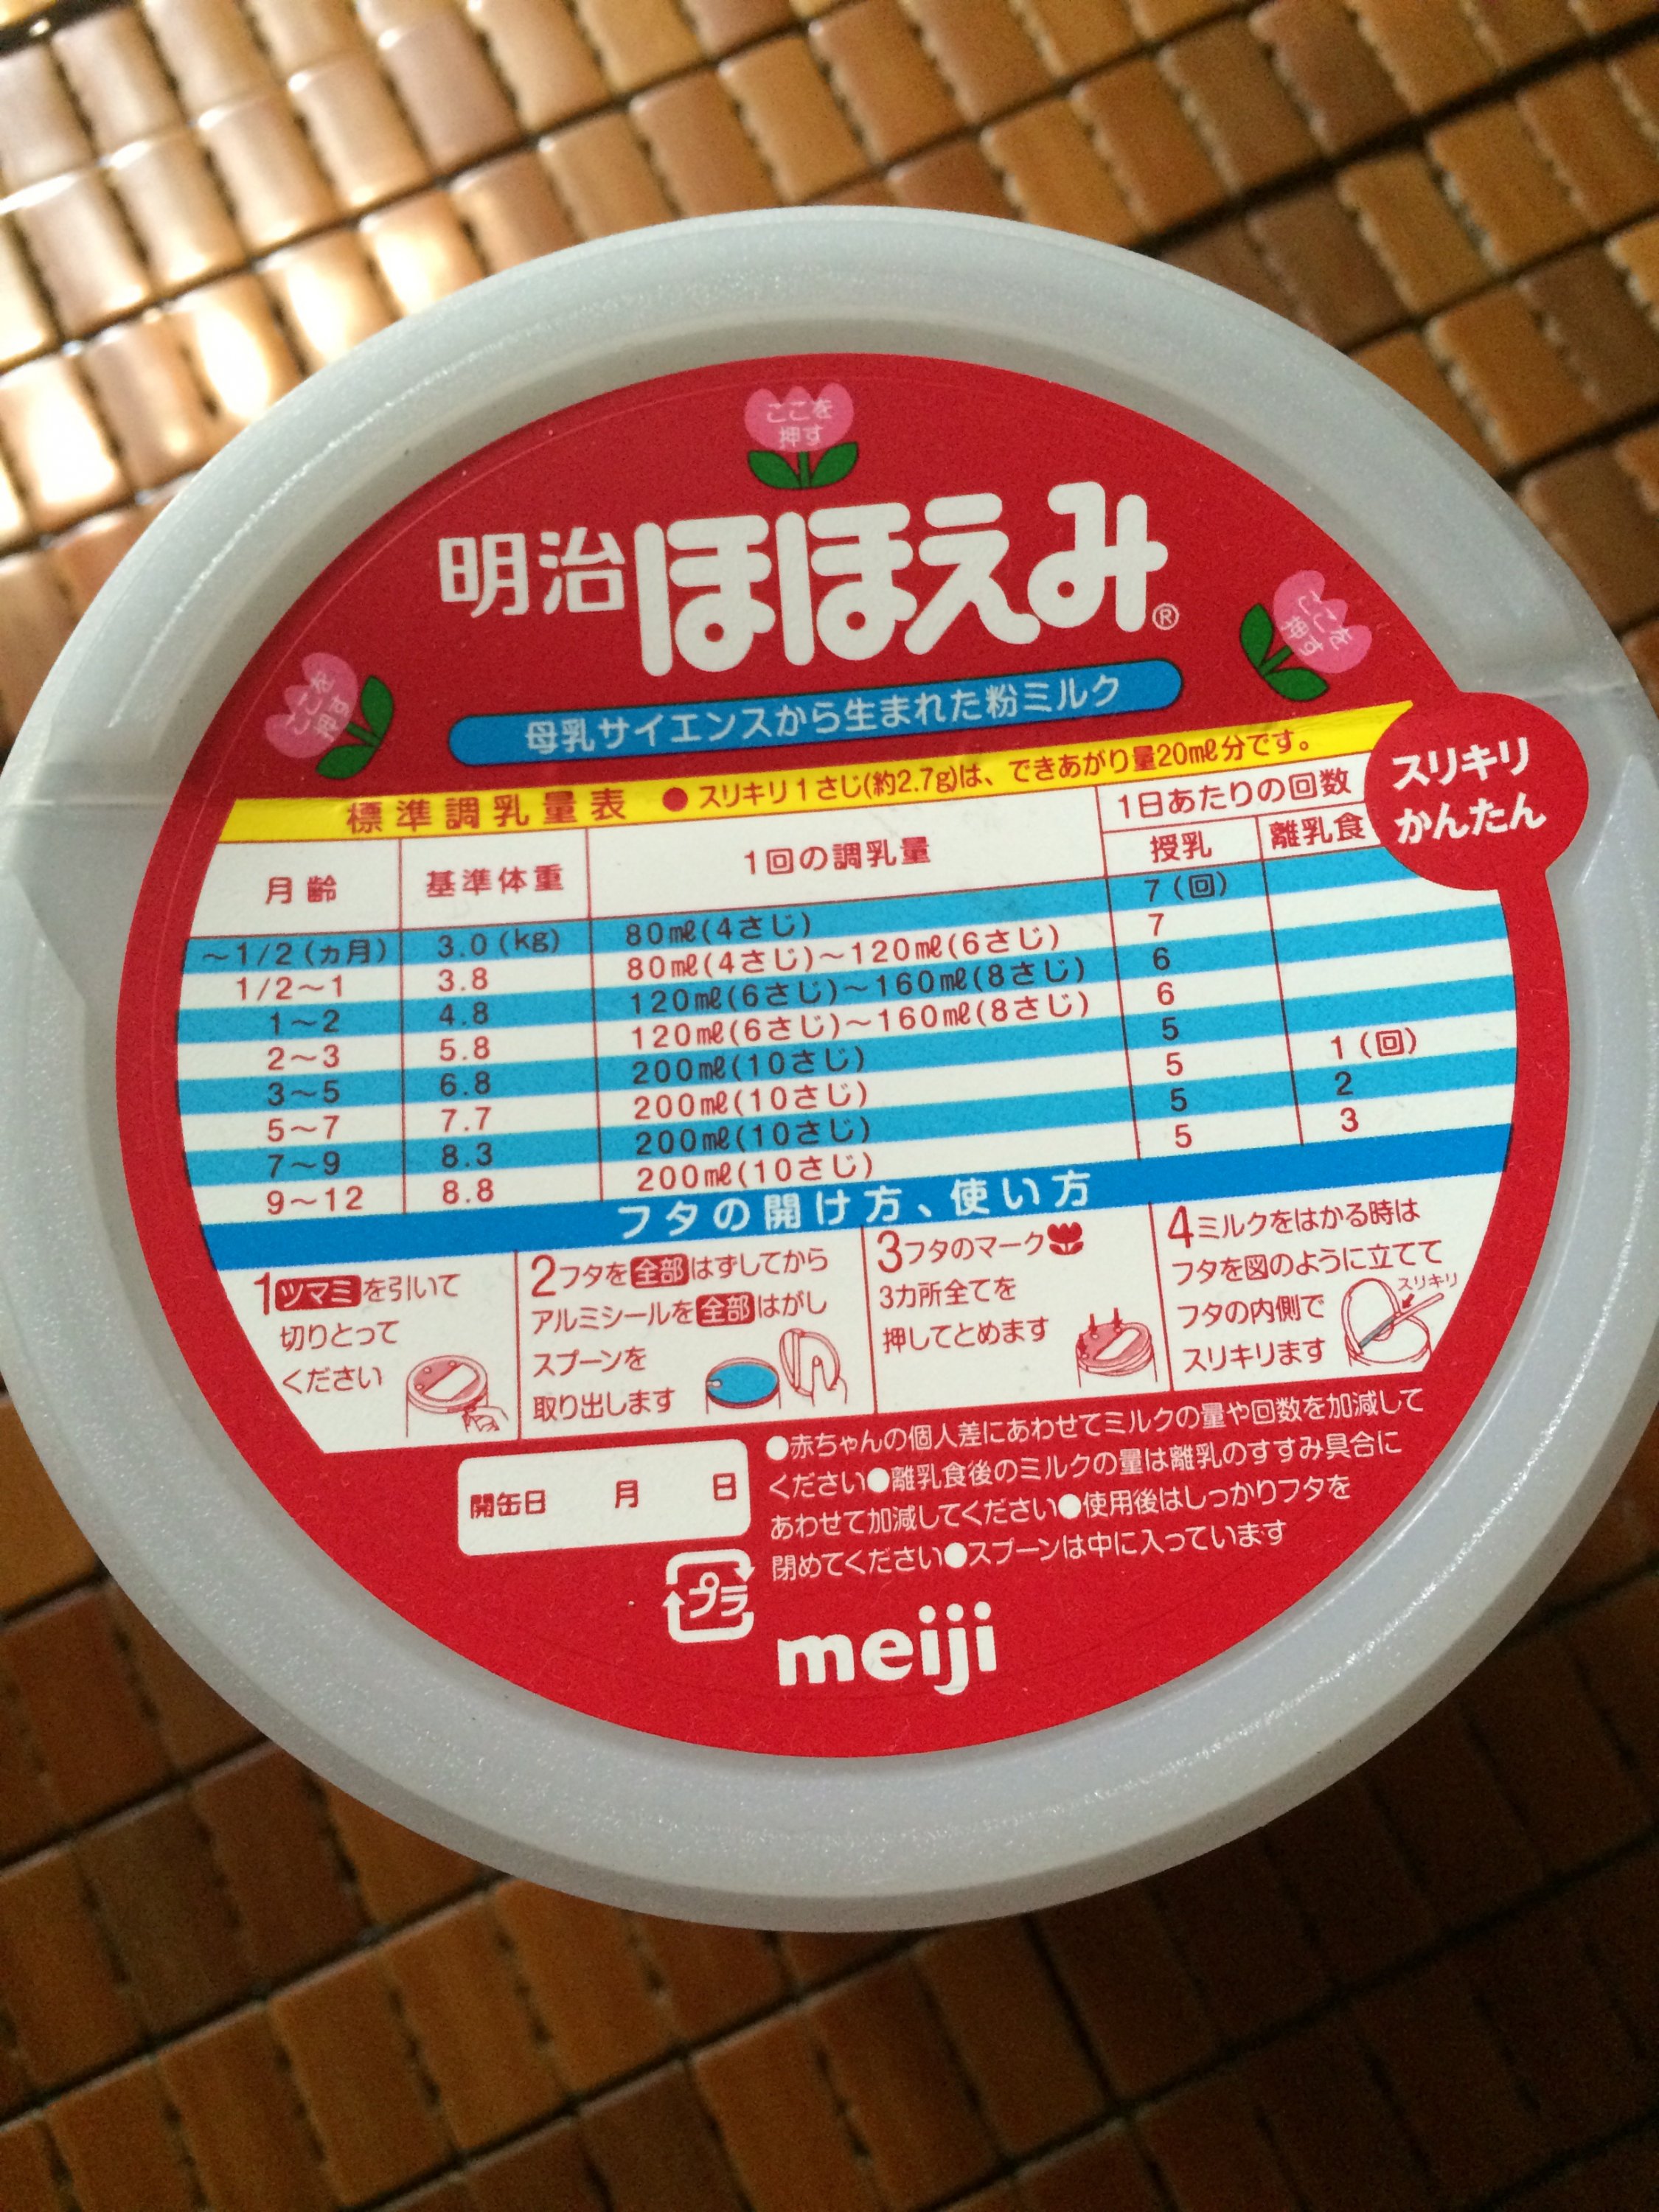 ここを
押す
明治ほほえみ®
ここを
押す
ここを
押す
母乳サイエンスから生まれた粉ミルク
標準調乳量表 ●スリキリ1さじ(約2.7g)は、できあがり量20mℓ分です。
スリキリ
かんたん
月齢 基準体重 1回の調乳量 1日あたりの回数
授乳 離乳食
～1/2(ヵ月) 3.0(kg) 80mℓ(4さじ) 7(回)
1/2～1 3.8 80mℓ(4さじ)～120mℓ(6さじ) 7
1～2 4.8 120mℓ(6さじ)～160mℓ(8さじ) 6
2～3 5.8 120mℓ(6さじ)～160mℓ(8さじ) 6
3～5 6.8 200mℓ(10さじ) 5
5～7 7.7 200mℓ(10さじ) 5 1(回)
7～9 8.3 200mℓ(10さじ) 5 2
9～12 8.8 200mℓ(10さじ) 5 3
フタの開け方、使い方
1ツマミを引いて
切りとって
ください
2フタを全部はずしてから
アルミシールを全部はがし
スプーンを
取り出します
3フタのマーク
3カ所全てを
押してとめます
4ミルクをはかる時は
フタを図のように立てて
フタの内側で
スリキリます
スリキリ
開缶日 月 日
●赤ちゃんの個人差にあわせてミルクの量や回数を加減して
ください●離乳食後のミルクの量は離乳のすすみ具合に
あわせて加減してください●使用後はしっかりフタを
閉めてください●スプーンは中に入っています
プラ
meiji